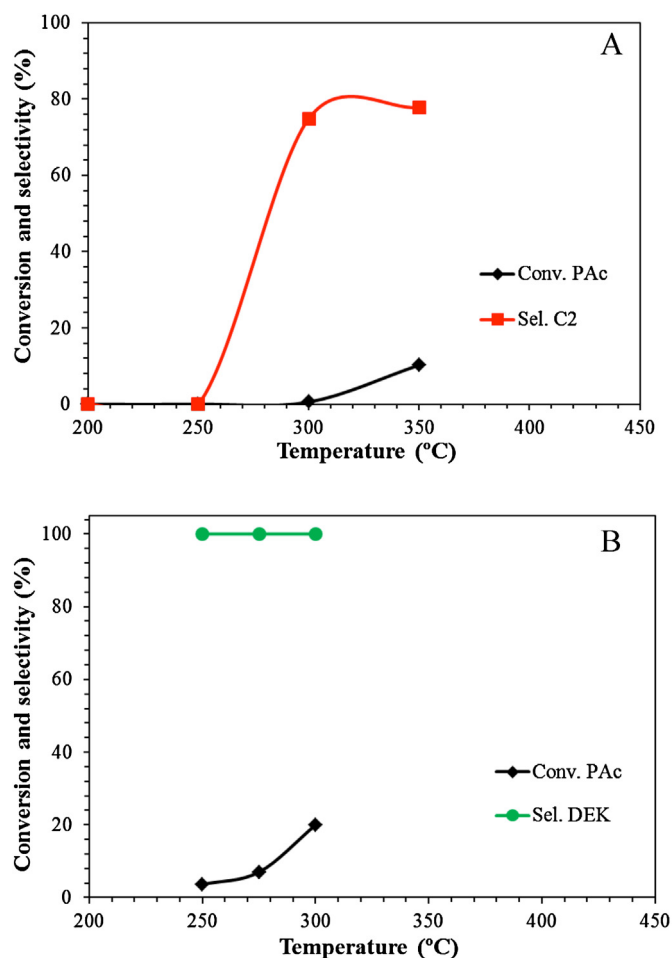 A
Conversion and selectivity (%)
100
80
60
40
20
0
Conv. PAc
Sel. C2
200 250 300 350 400 450
Temperature (ºC)
B
Conversion and selectivity (%)
100
80
60
40
20
0
Conv. PAc
Sel. DEK
200 250 300 350 400 450
Temperature (ºC)